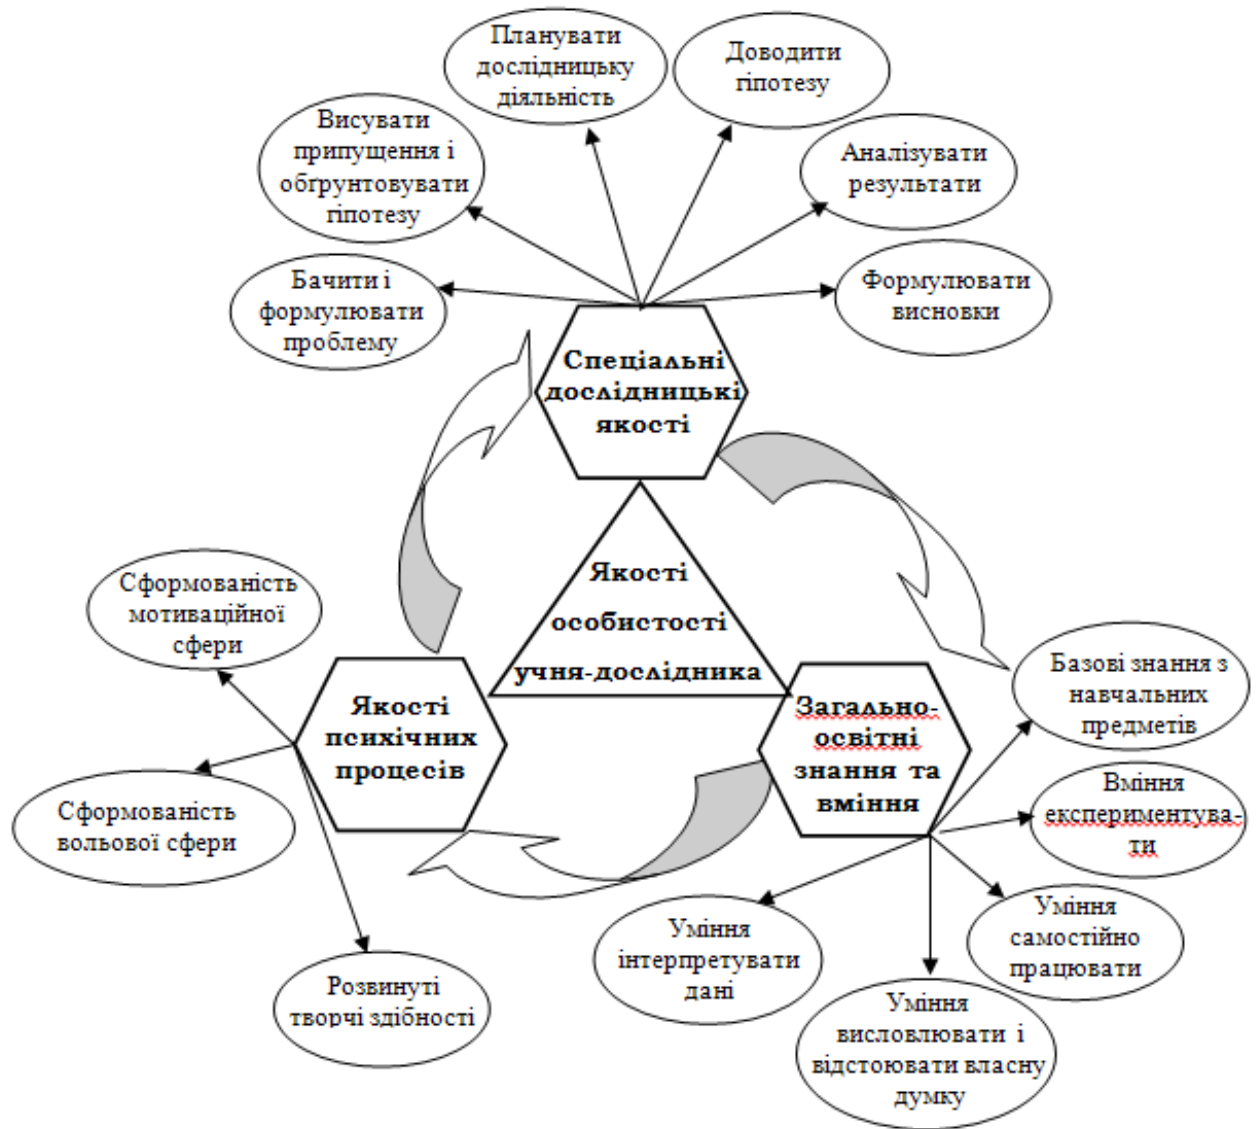 Планувати
дослідницьку
діяльність
Доводити
гіпотезу
Висувати
припущення і
обґрунтовувати
гіпотезу
Аналізувати
результати
Бачити і
формулювати
проблему
Формулювати
висновки
Спеціальні
дослідницькі
якості
Якості
особистості
учня-дослідника
Сформованість
мотиваційної
сфери
Якості
психічних
процесів
Загально-
освітні
знання та
вміння
Базові знання з
навчальних
предметів
Сформованість
вольової сфери
Вміння
експериментува-
ти
Уміння
самостійно
працювати
Уміння
інтерпретувати
дані
Розвинуті
творчі здібності
Уміння
висловлювати і
відстоювати власну
думку